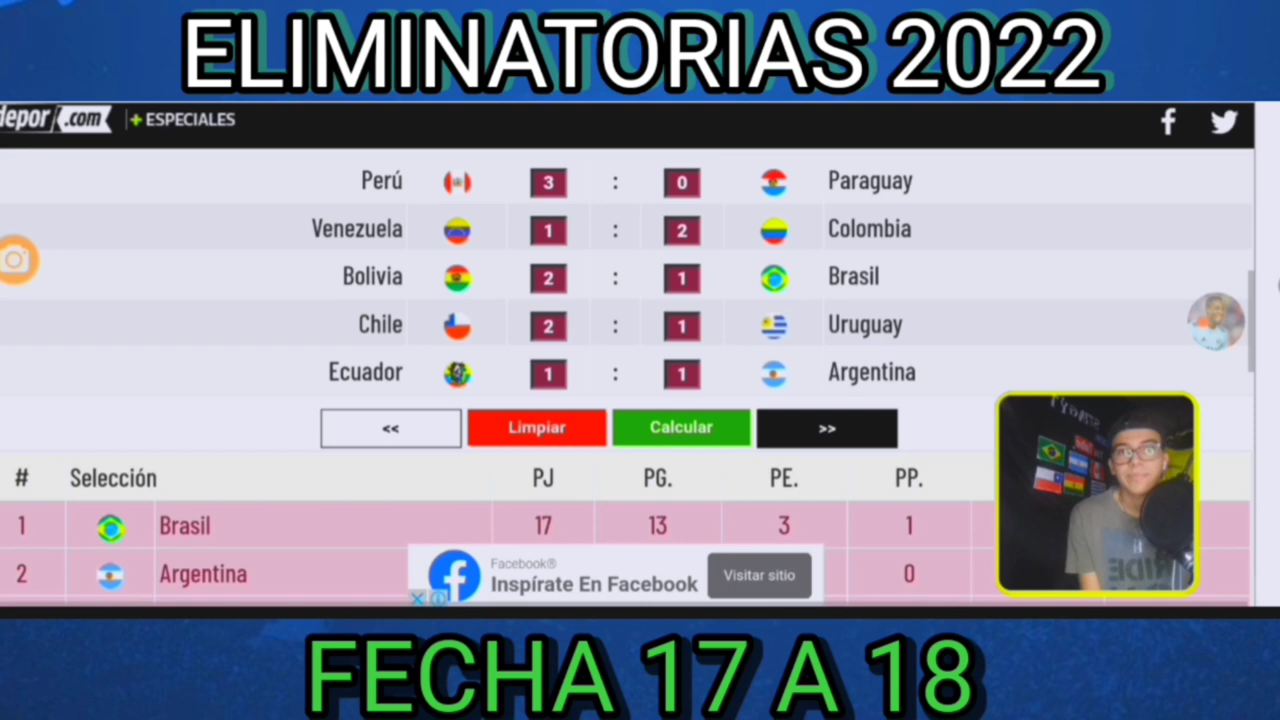 ELIMINATORIAS 2022
depor .com + ESPECIALES
Perú 3 : 0 Paraguay
Venezuela 1 : 2 Colombia
Bolivia 2 : 1 Brasil
Chile 2 : 1 Uruguay
Ecuador 1 : 1 Argentina
<< Limpiar Calcular >>
# Selección PJ PG. PE. PP.
1 Brasil 17 13 3 1
2 Argentina 0
Facebook®
Inspírate En Facebook
Visitar sitio
FECHA 17 A 18